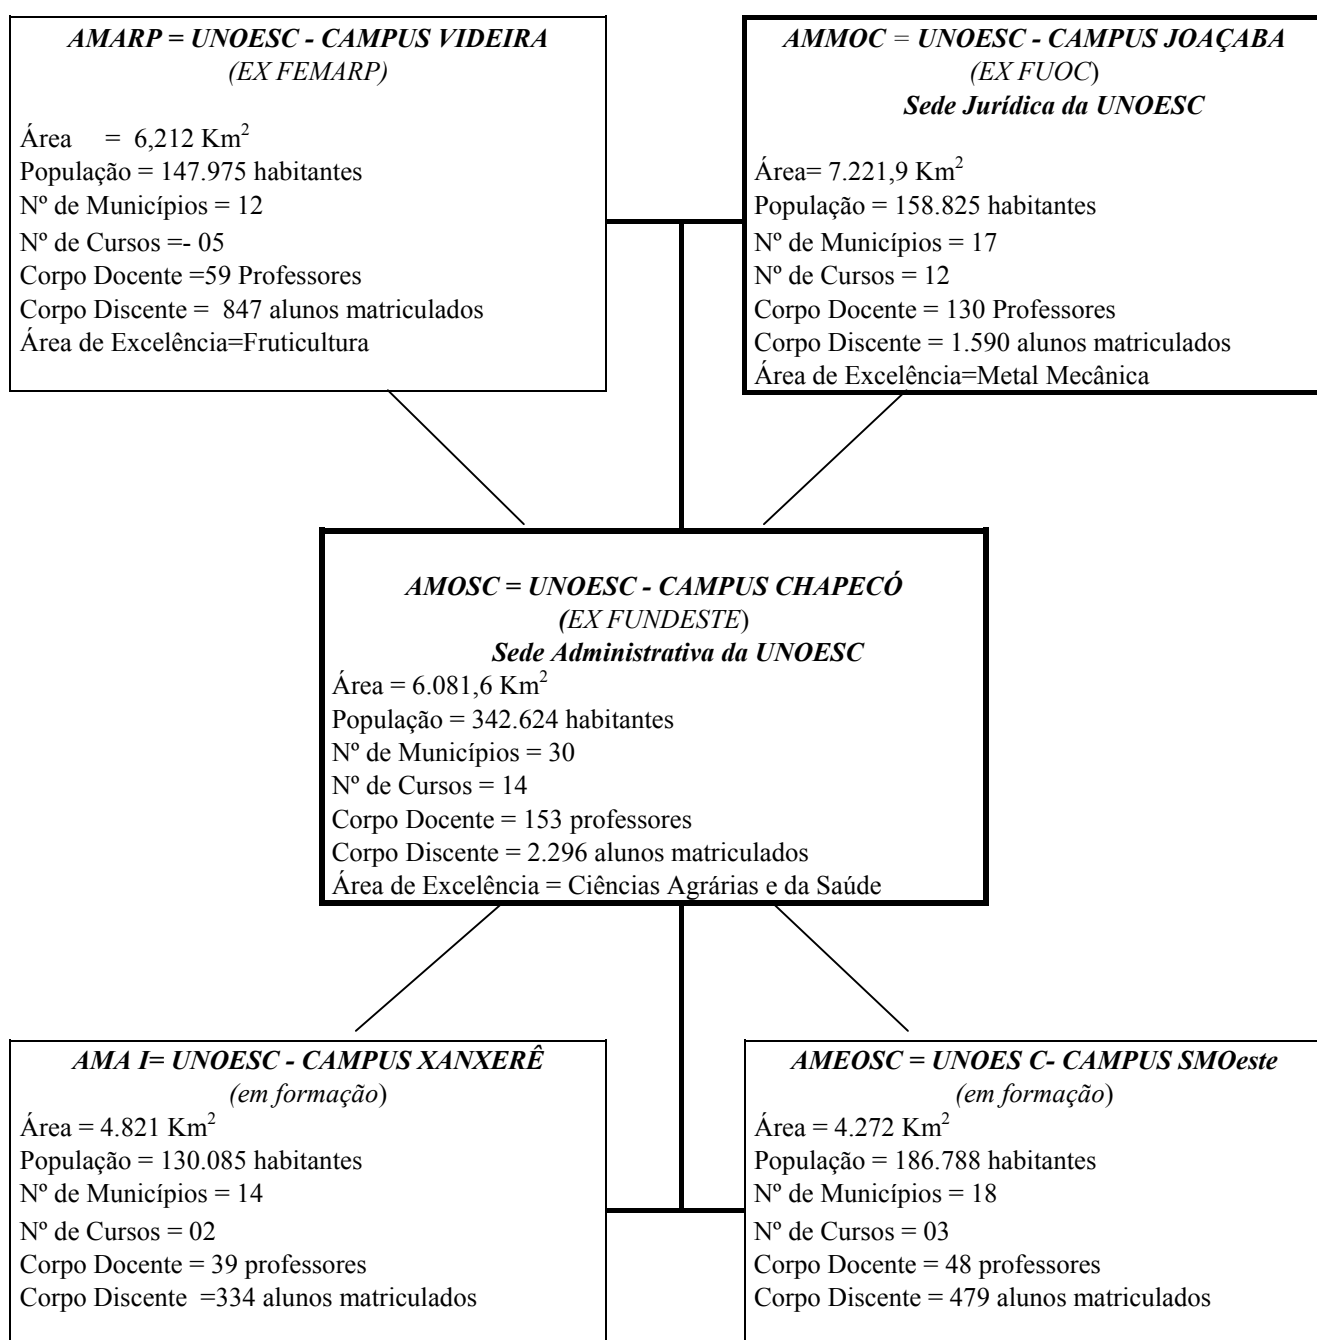 AMARP = UNOESC - CAMPUS VIDEIRA
(EX FEMARP)
Área = 6,212 Km²
População = 147.975 habitantes
Nº de Municípios = 12
Nº de Cursos =- 05
Corpo Docente =59 Professores
Corpo Discente = 847 alunos matriculados
Área de Excelência=Fruticultura
AMMOC = UNOESC - CAMPUS JOAÇABA
(EX FUOC)
Sede Jurídica da UNOESC
Área= 7.221,9 Km²
População = 158.825 habitantes
Nº de Municípios = 17
Nº de Cursos = 12
Corpo Docente = 130 Professores
Corpo Discente = 1.590 alunos matriculados
Área de Excelência=Metal Mecânica
AMOSC = UNOESC - CAMPUS CHAPECÓ
(EX FUNDESTE)
Sede Administrativa da UNOESC
Área = 6.081,6 Km²
População = 342.624 habitantes
Nº de Municípios = 30
Nº de Cursos = 14
Corpo Docente = 153 professores
Corpo Discente = 2.296 alunos matriculados
Área de Excelência = Ciências Agrárias e da Saúde
AMA I= UNOESC - CAMPUS XANXERÊ
(em formação)
Área = 4.821 Km²
População = 130.085 habitantes
Nº de Municípios = 14
Nº de Cursos = 02
Corpo Docente = 39 professores
Corpo Discente =334 alunos matriculados
AMEOSC = UNOES C- CAMPUS SMOeste
(em formação)
Área = 4.272 Km²
População = 186.788 habitantes
Nº de Municípios = 18
Nº de Cursos = 03
Corpo Docente = 48 professores
Corpo Discente = 479 alunos matriculados